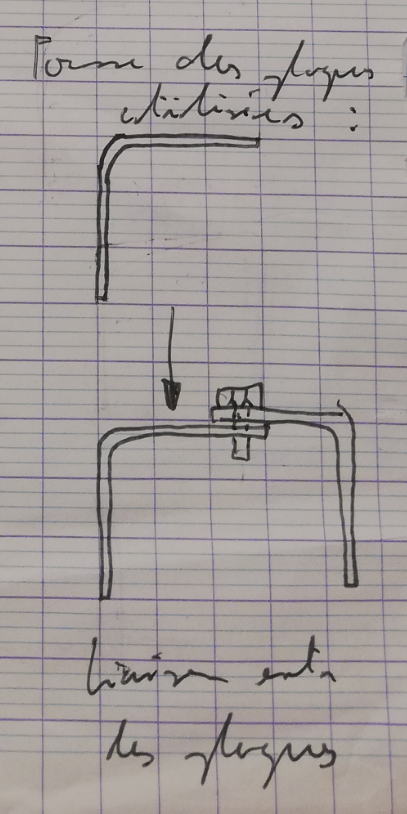 Forme des plaques
utilisées :
Liaison entre
les plaques